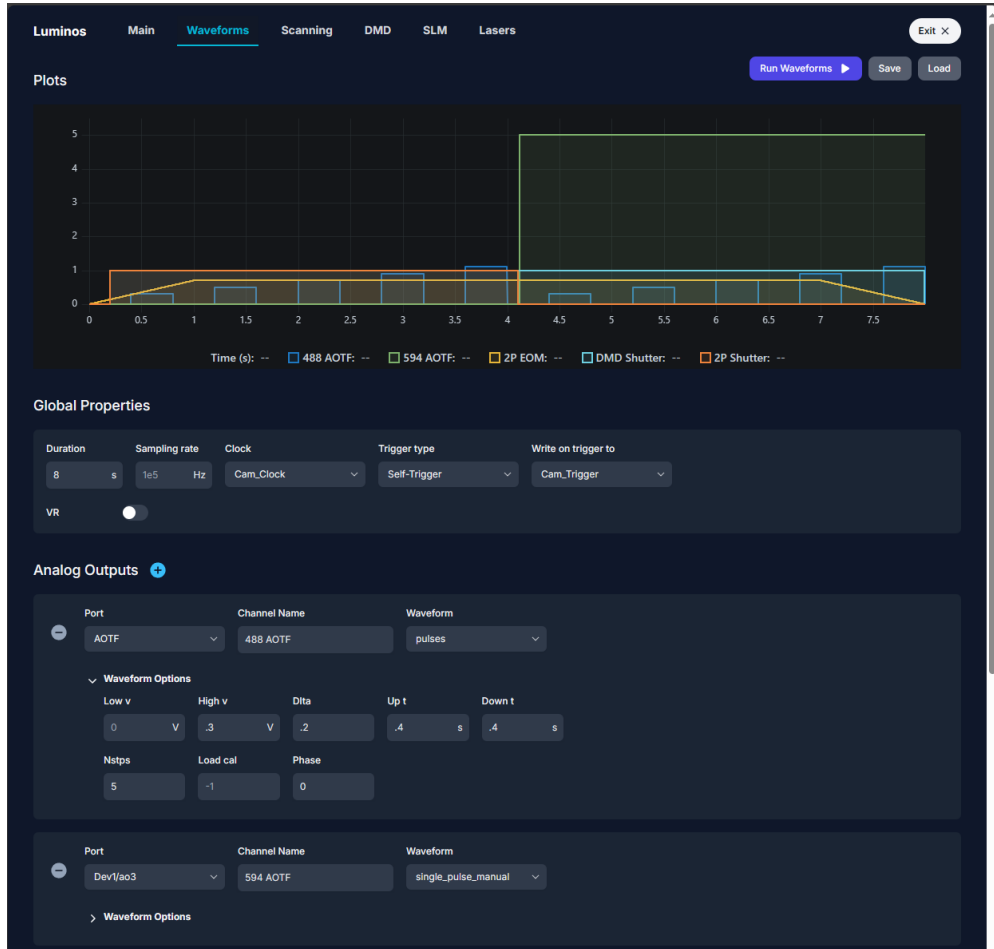 Luminos Main Waveforms Scanning DMD SLM Lasers Exit ×
Run Waveforms Save Load
Plots
5
4
3
2
1
0
0 0.5 1 1.5 2 2.5 3 3.5 4 4.5 5 5.5 6 6.5 7 7.5
Time (s): -- 488 AOTF: -- 594 AOTF: -- 2P EOM: -- DMD Shutter: -- 2P Shutter: --
Global Properties
Duration Sampling rate Clock Trigger type Write on trigger to
8 s 1e5 Hz Cam_Clock Self-Trigger Cam_Trigger
VR
Analog Outputs +
Port Channel Name Waveform
AOTF 488 AOTF pulses
Waveform Options
Low v High v Dlta Up t Down t
0 V .3 V .2 .4 s .4 s
Nstps Load cal Phase
5 -1 0
Port Channel Name Waveform
Dev1/ao3 594 AOTF single_pulse_manual
Waveform Options